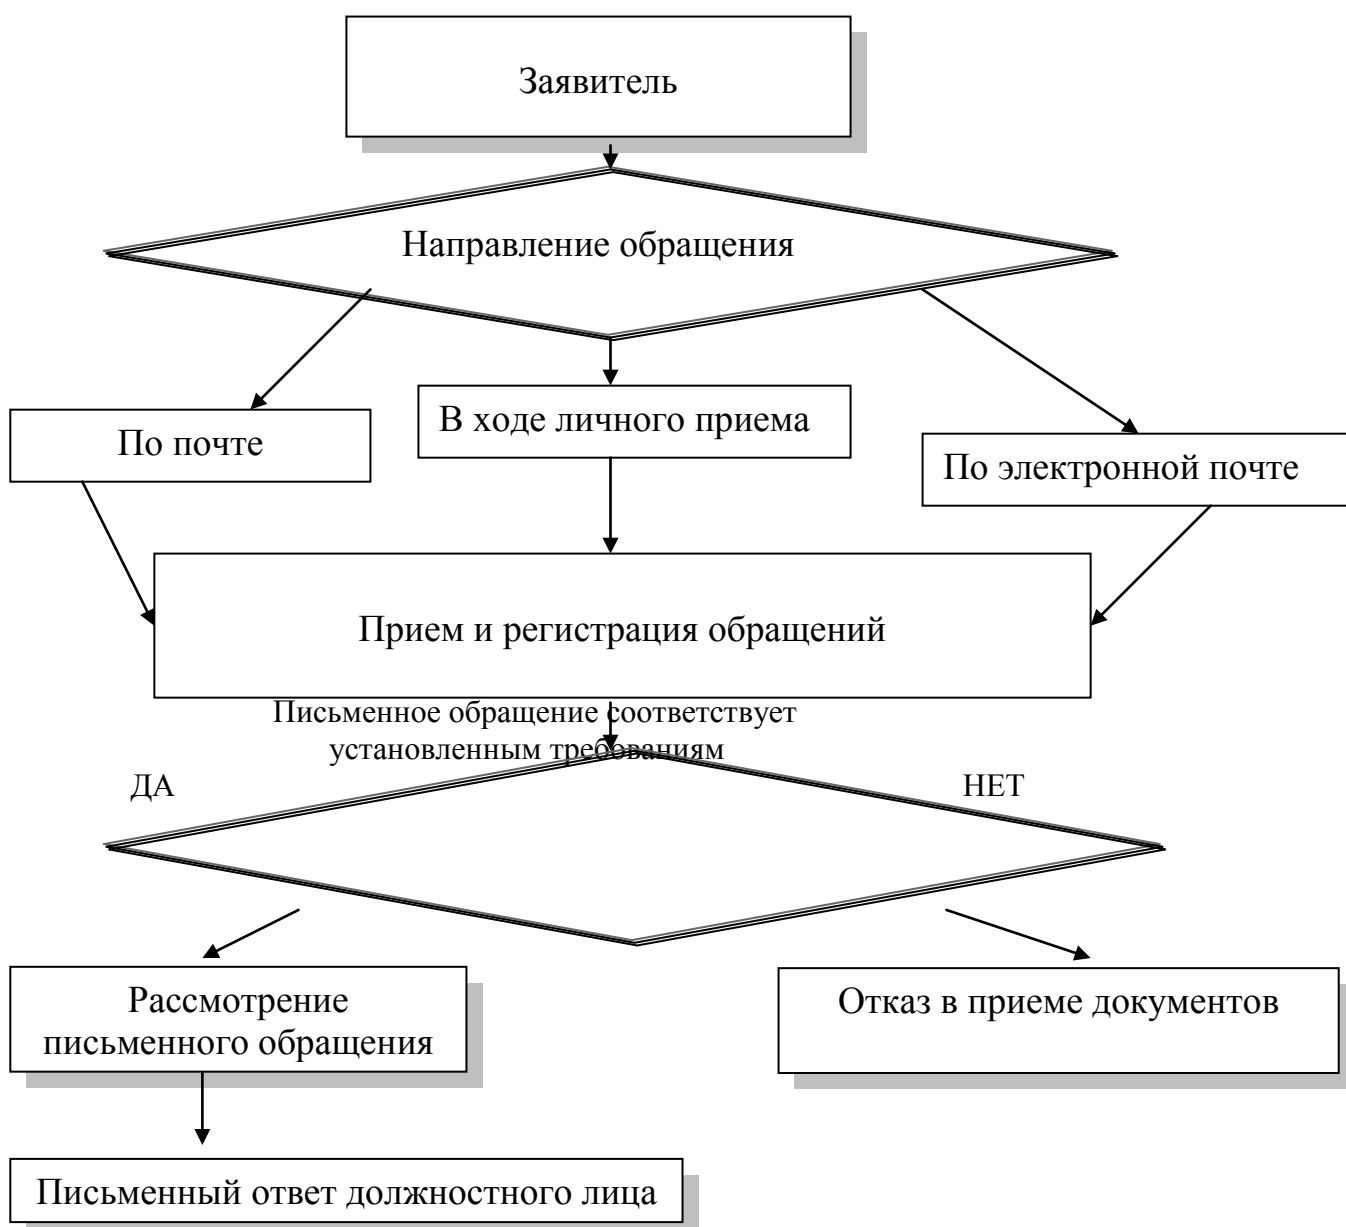 Заявитель
Направление обращения
По почте
В ходе личного приема
По электронной почте
Прием и регистрация обращений
Письменное обращение соответствует
установленным требованиям
ДА
НЕТ
Рассмотрение
письменного обращения
Отказ в приеме документов
Письменный ответ должностного лица